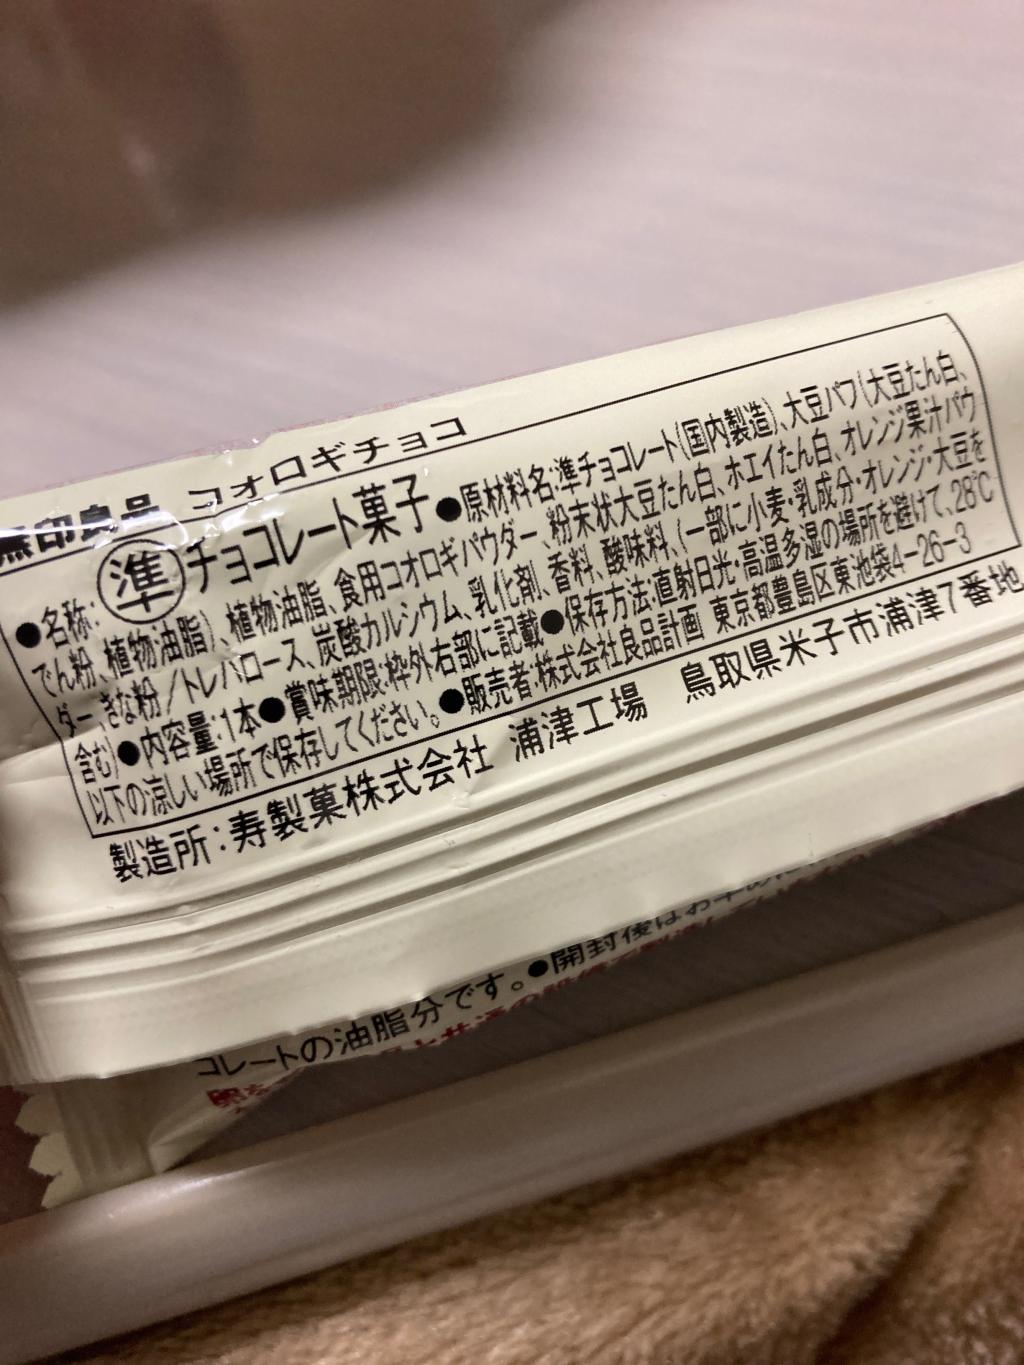 無印良品 コオロギチョコ
●名称: 準チョコレート菓子●原材料名:準チョコレート(国内製造)、大豆パフ(大豆たん白、
でん粉、植物油脂)、植物油脂、食用コオロギパウダー、粉末状大豆たん白、ホエイたん白、オレンジ果汁パウ
ダー、きな粉/トレハロース、炭酸カルシウム、乳化剤、香料、酸味料、(一部に小麦・乳成分・オレンジ・大豆を
含む)●内容量:1本●賞味期限:枠外右部に記載●保存方法:直射日光・高温多湿の場所を避けて、28℃
以下の涼しい場所で保存してください。●販売者:株式会社良品計画 東京都豊島区東池袋4-26-3
製造所:寿製菓株式会社 浦津工場 鳥取県米子市浦津7番地
コレートの油脂分です。●開封後はお早めに